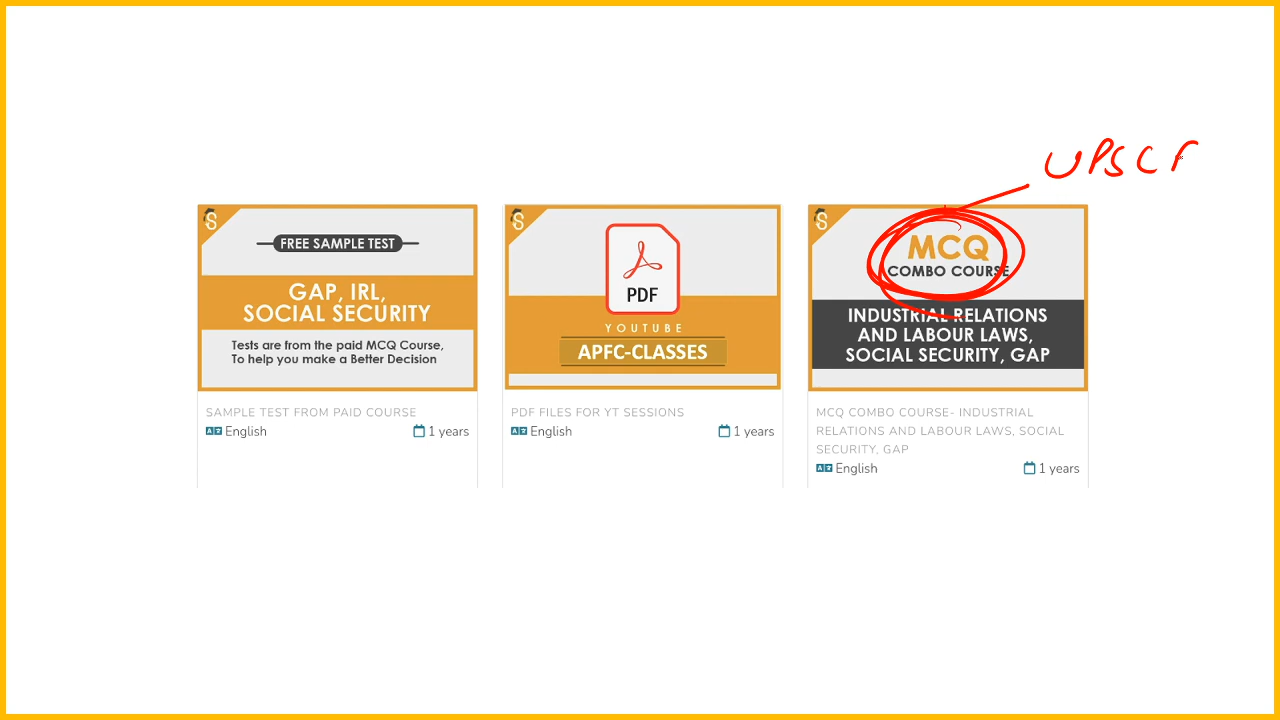 UPSC
FREE SAMPLE TEST
GAP, IRL,
SOCIAL SECURITY
Tests are from the paid MCQ Course,
To help you make a Better Decision
SAMPLE TEST FROM PAID COURSE
English
1 years
PDF
YOUTUBE
APFC-CLASSES
PDF FILES FOR YT SESSIONS
English
1 years
MCQ
COMBO COURSE
INDUSTRIAL RELATIONS
AND LABOUR LAWS,
SOCIAL SECURITY, GAP
MCQ COMBO COURSE- INDUSTRIAL
RELATIONS AND LABOUR LAWS, SOCIAL
SECURITY, GAP
English
1 years